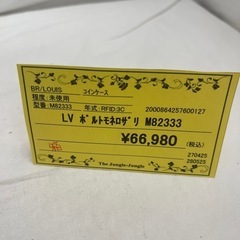 BR/LOUIS コインケース
程度:未使用
型番:M82333 年式:RFID:3C 2000864257600127
LV ポルトモネロザリ M82333
¥66,980 (税込)
The Jungle-Jungle
270425
280525